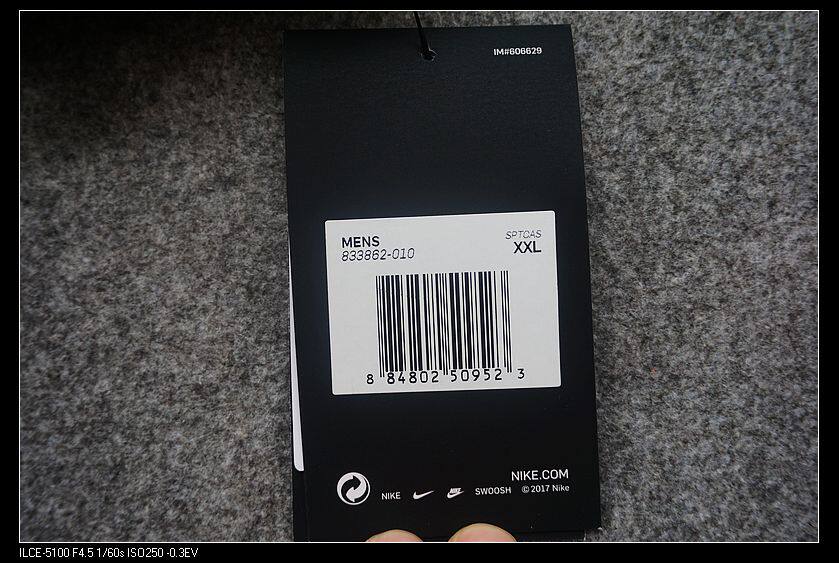 IM#606629
MENS
833862-010
SPTCAS
XXL
8 84802 50952 3
NIKE.COM
NIKE SWOOSH © 2017 Nike
ILCE-5100 F4.5 1/60s ISO250 -0.3EV